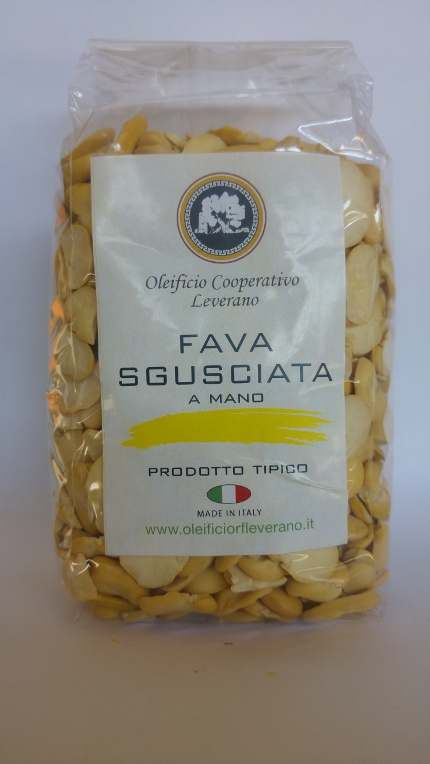 Oleificio Cooperativo
Leverano
FAVA
SGUSCIATA
A MANO
PRODOTTO TIPICO
MADE IN ITALY
www.oleificiorfleverano.it